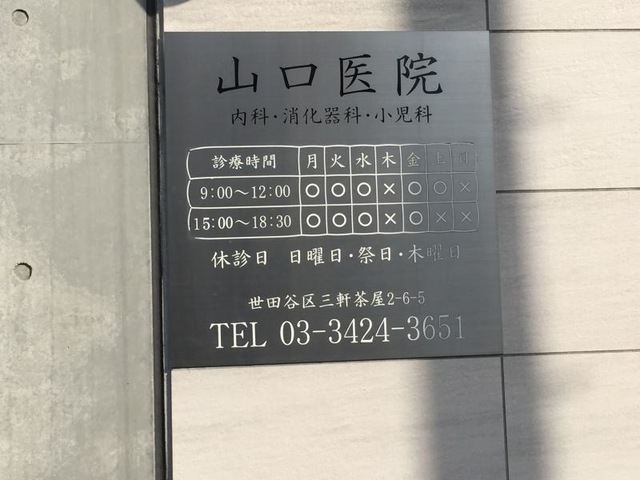 山口医院
内科・消化器科・小児科
診療時間 月 火 水 木 金 土 日
9:00〜12:00 ○ ○ ○ × ○ ○ ×
15:00〜18:30 ○ ○ ○ × ○ × ×
休診日 日曜日・祭日・木曜日
世田谷区三軒茶屋2-6-5
TEL 03-3424-3651